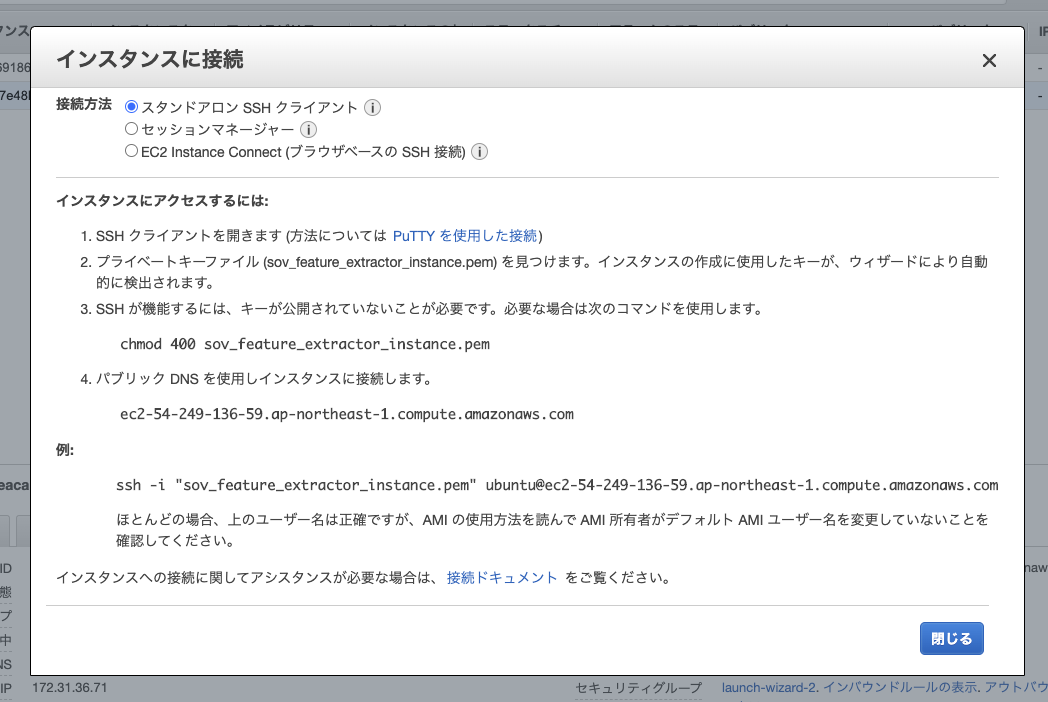 インスタンスに接続
接続方法
スタンドアロン SSH クライアント
セッションマネージャー
EC2 Instance Connect (ブラウザベースの SSH 接続)
インスタンスにアクセスするには:
1. SSH クライアントを開きます (方法については PuTTY を使用した接続)
2. プライベートキーファイル (sov_feature_extractor_instance.pem) を見つけます。インスタンスの作成に使用したキーが、ウィザードにより自動
的に検出されます。
3. SSH が機能するには、キーが公開されていないことが必要です。必要な場合は次のコマンドを使用します。
chmod 400 sov_feature_extractor_instance.pem
4. パブリック DNS を使用しインスタンスに接続します。
ec2-54-249-136-59.ap-northeast-1.compute.amazonaws.com
例:
ssh -i "sov_feature_extractor_instance.pem" ubuntu@ec2-54-249-136-59.ap-northeast-1.compute.amazonaws.com
ほとんどの場合、上のユーザー名は正確ですが、AMI の使用方法を読んで AMI 所有者がデフォルト AMI ユーザー名を変更していないことを
確認してください。
インスタンスへの接続に関してアシスタンスが必要な場合は、 接続ドキュメント をご覧ください。
閉じる
IP 172.31.36.71 セキュリティグループ launch-wizard-2. インバウンドルールの表示. アウトバウ